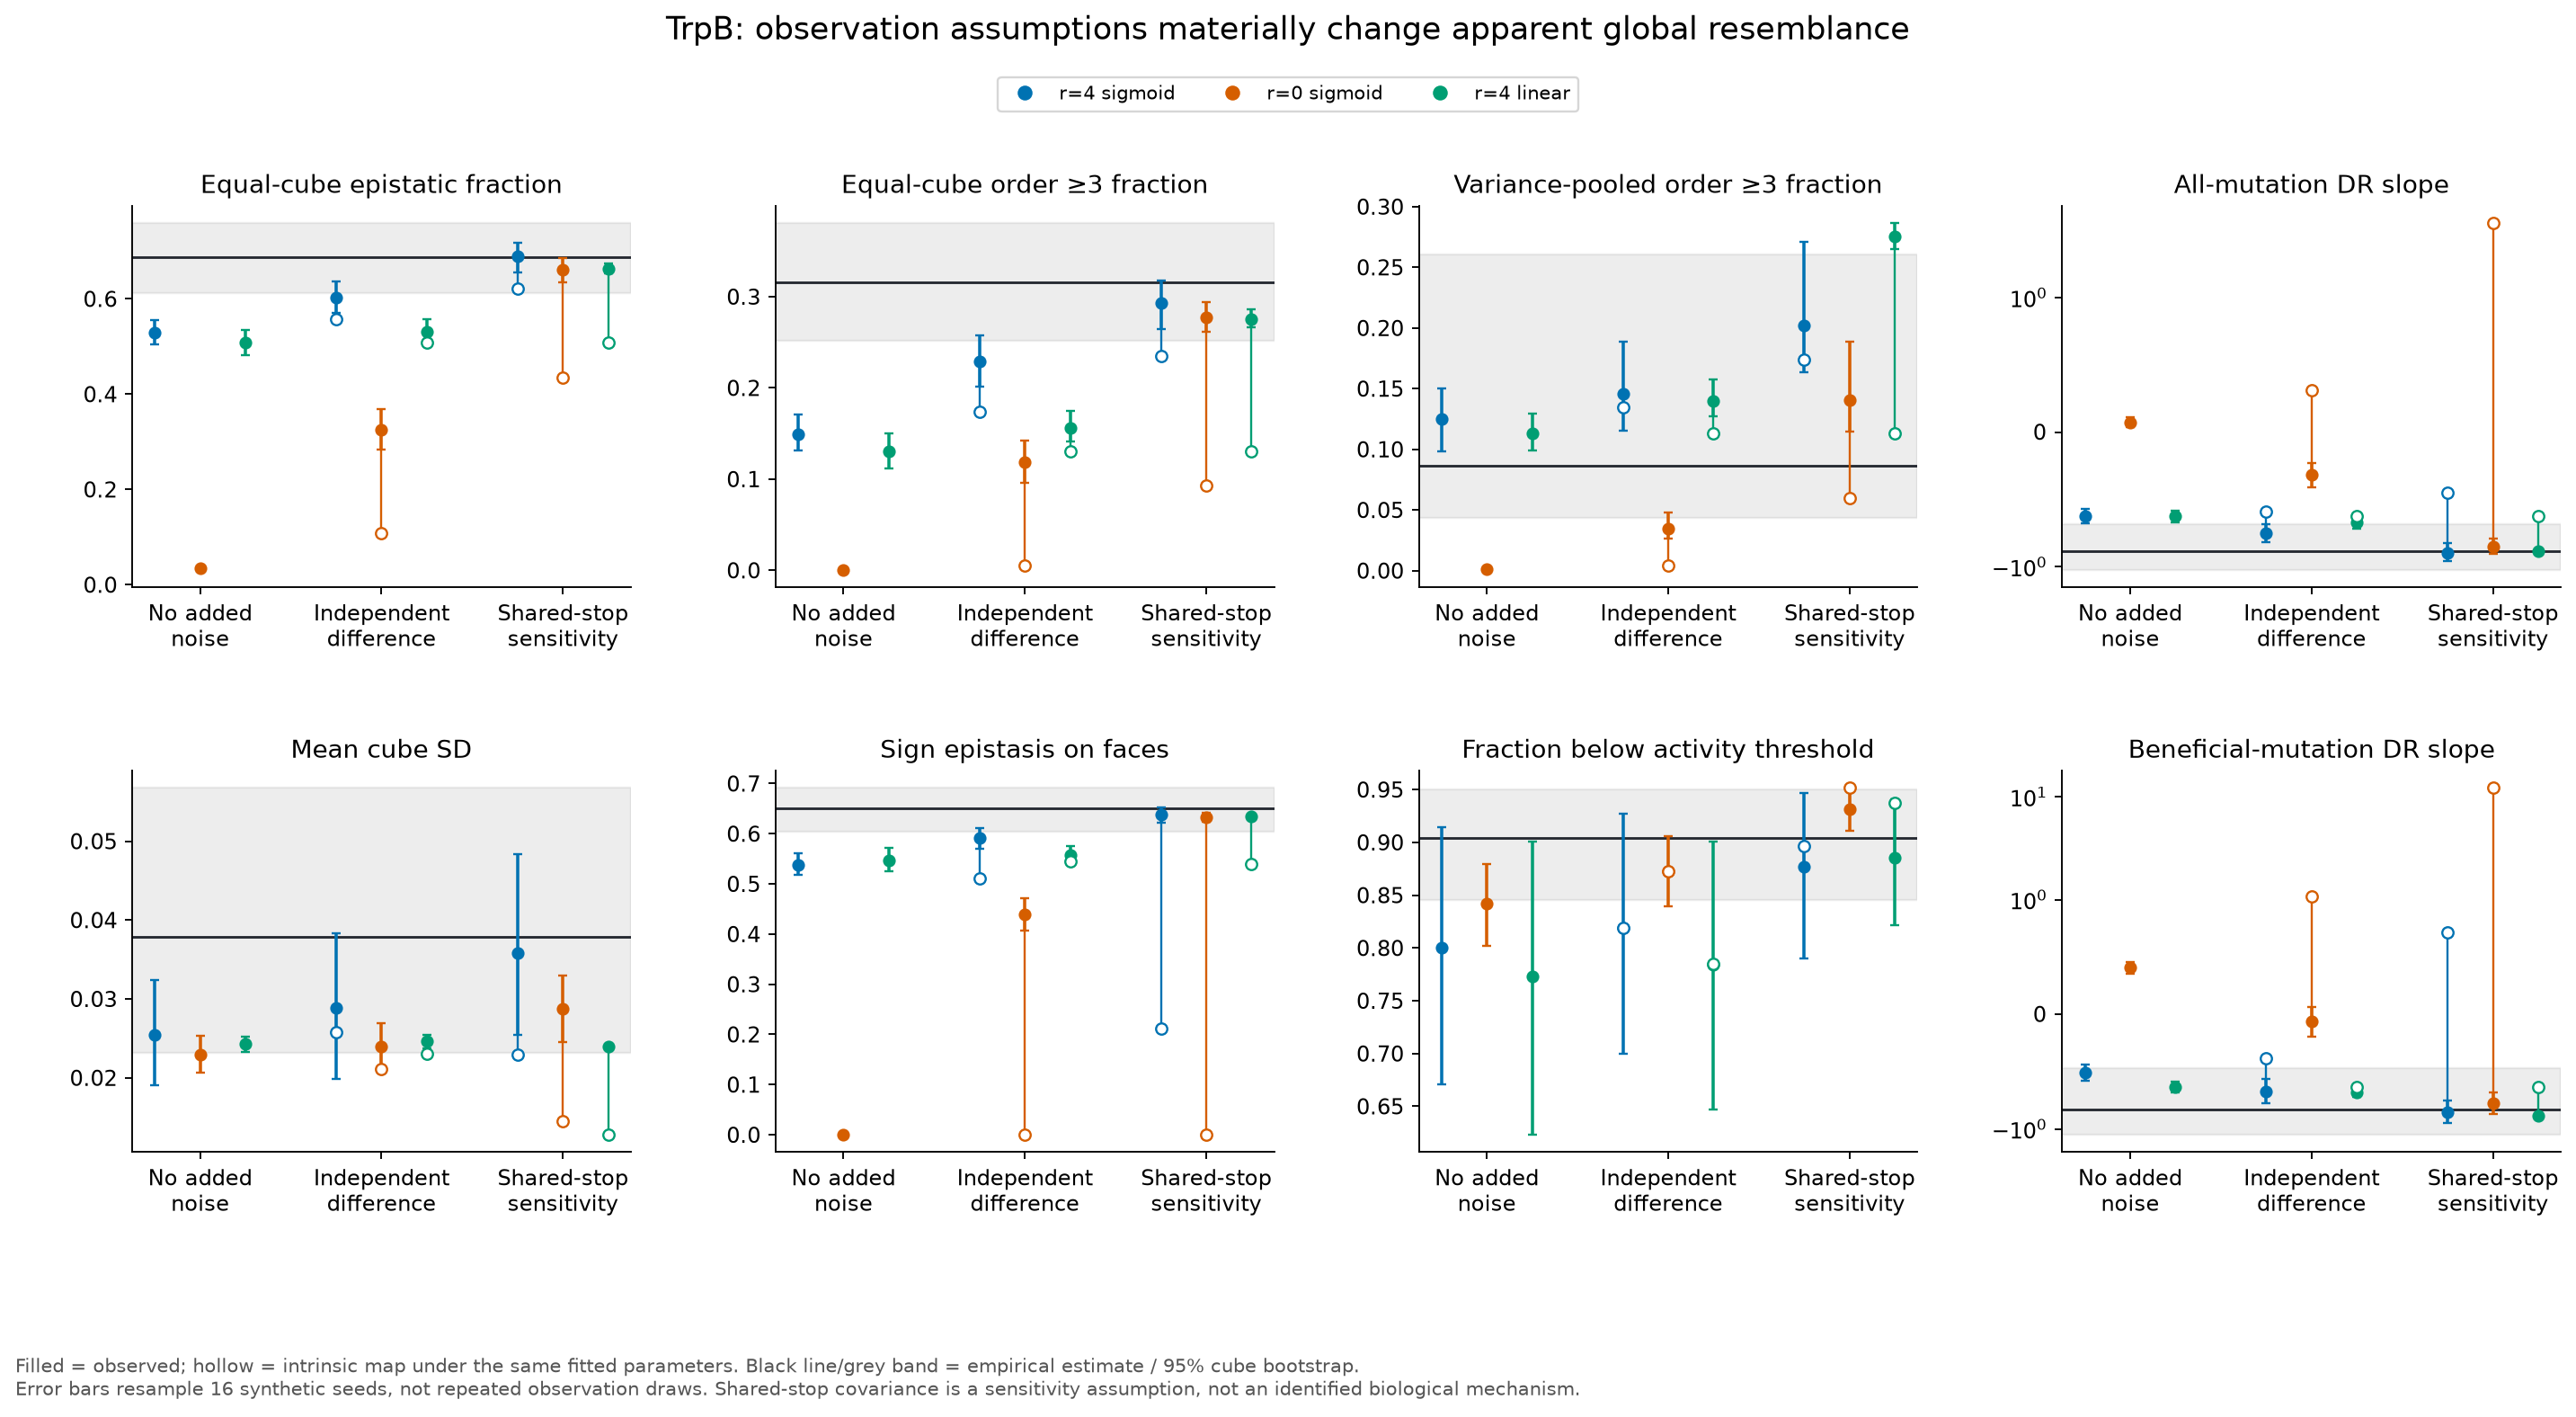 TrpB: observation assumptions materially change apparent global resemblance
r=4 sigmoid r=0 sigmoid r=4 linear
Equal-cube epistatic fraction
0.6
0.4
0.2
0.0
No added noise
Independent difference
Shared-stop sensitivity
Equal-cube order ≥3 fraction
0.3
0.2
0.1
0.0
No added noise
Independent difference
Shared-stop sensitivity
Variance-pooled order ≥3 fraction
0.30
0.25
0.20
0.15
0.10
0.05
0.00
No added noise
Independent difference
Shared-stop sensitivity
All-mutation DR slope
10⁰
0
−10⁰
No added noise
Independent difference
Shared-stop sensitivity
Mean cube SD
0.05
0.04
0.03
0.02
No added noise
Independent difference
Shared-stop sensitivity
Sign epistasis on faces
0.7
0.6
0.5
0.4
0.3
0.2
0.1
0.0
No added noise
Independent difference
Shared-stop sensitivity
Fraction below activity threshold
0.95
0.90
0.85
0.80
0.75
0.70
0.65
No added noise
Independent difference
Shared-stop sensitivity
Beneficial-mutation DR slope
10¹
10⁰
0
−10⁰
No added noise
Independent difference
Shared-stop sensitivity
Filled = observed; hollow = intrinsic map under the same fitted parameters. Black line/grey band = empirical estimate / 95% cube bootstrap.
Error bars resample 16 synthetic seeds, not repeated observation draws. Shared-stop covariance is a sensitivity assumption, not an identified biological mechanism.